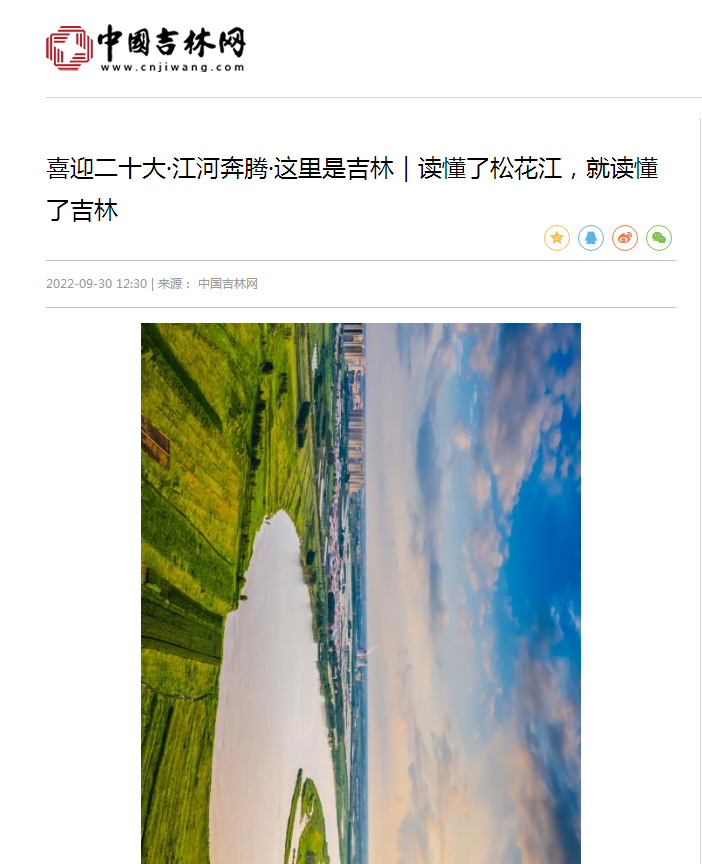 中國吉林网
www.cnjiwang.com
喜迎二十大·江河奔腾·这里是吉林｜读懂了松花江，就读懂
了吉林
2022-09-30 12:30 | 来源： 中国吉林网